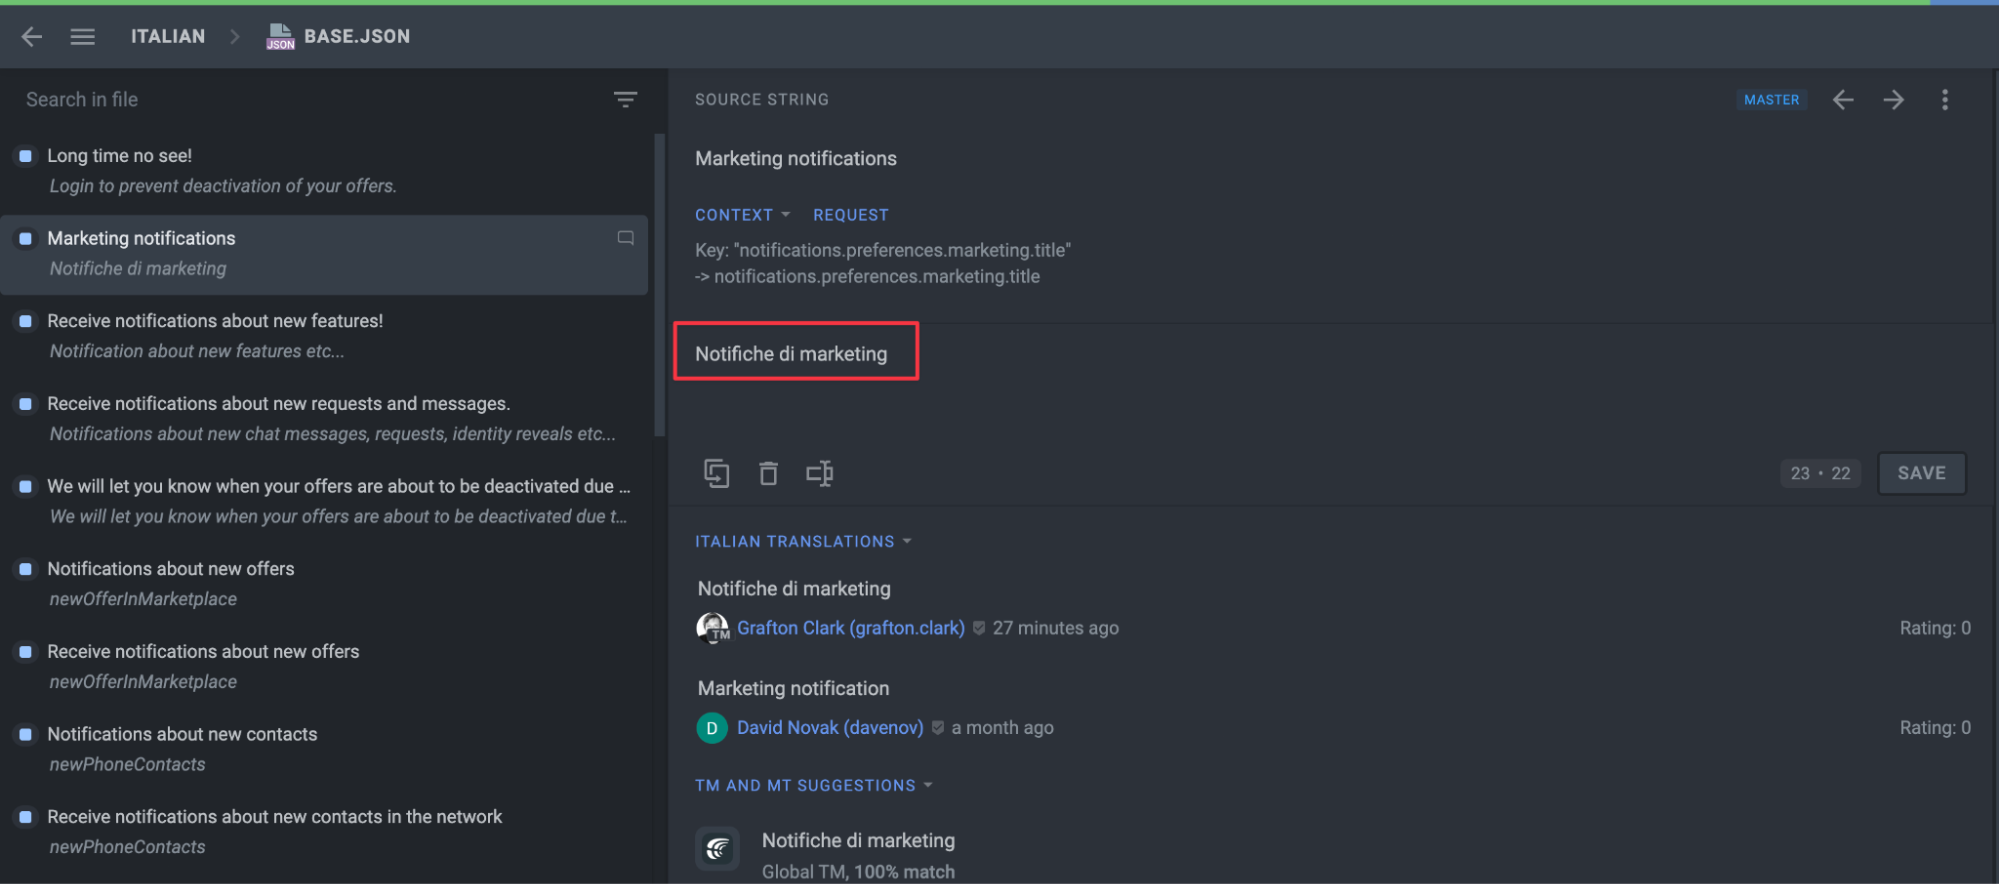 ITALIAN
JSON
BASE.JSON
Search in file
Long time no see!
Login to prevent deactivation of your offers.
Marketing notifications
Notifiche di marketing
Receive notifications about new features!
Notification about new features etc...
Receive notifications about new requests and messages.
Notifications about new chat messages, requests, identity reveals etc...
We will let you know when your offers are about to be deactivated due ...
We will let you know when your offers are about to be deactivated due t...
Notifications about new offers
newOfferInMarketplace
Receive notifications about new offers
newOfferInMarketplace
Notifications about new contacts
newPhoneContacts
Receive notifications about new contacts in the network
newPhoneContacts
SOURCE STRING
MASTER
Marketing notifications
CONTEXT REQUEST
Key: "notifications.preferences.marketing.title"
-> notifications.preferences.marketing.title
Notifiche di marketing
23 • 22
SAVE
ITALIAN TRANSLATIONS
Notifiche di marketing
TM
Grafton Clark (grafton.clark) 27 minutes ago
Rating: 0
Marketing notification
D
David Novak (davenov) a month ago
Rating: 0
TM AND MT SUGGESTIONS
Notifiche di marketing
Global TM, 100% match